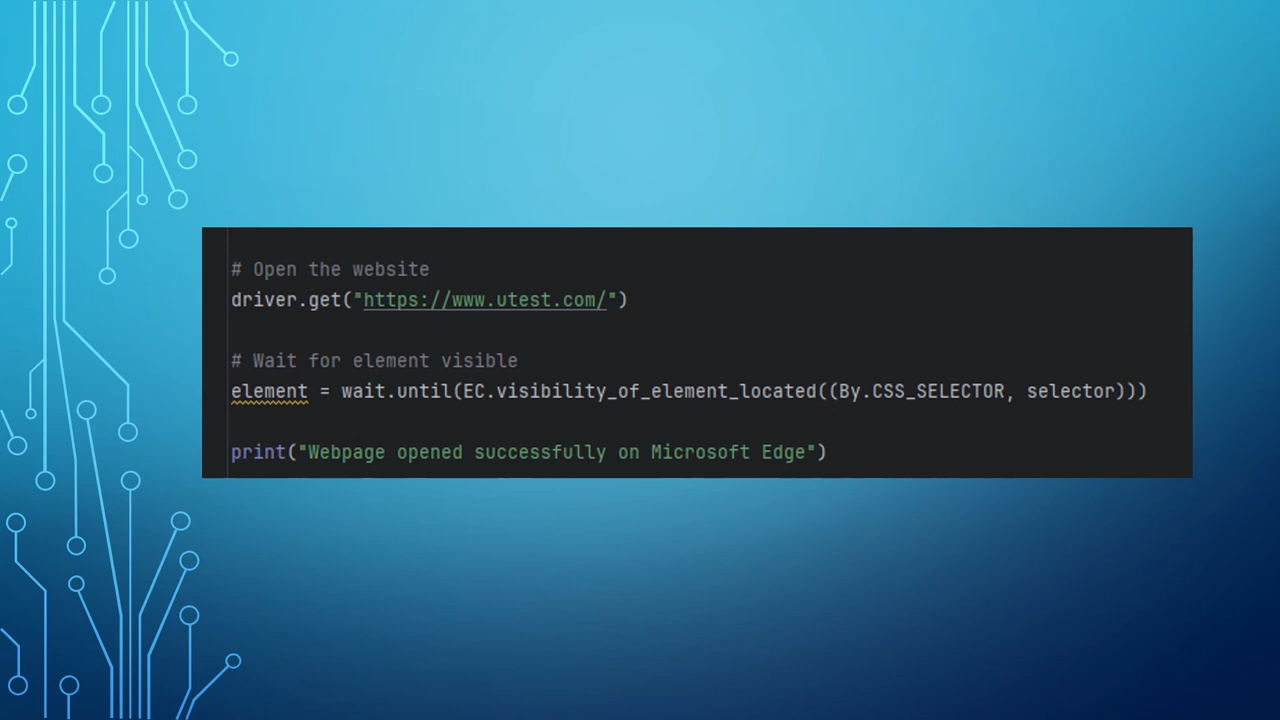 # Open the website
driver.get("https://www.utest.com/")
# Wait for element visible
element = wait.until(EC.visibility_of_element_located((By.CSS_SELECTOR, selector)))
print("Webpage opened successfully on Microsoft Edge")